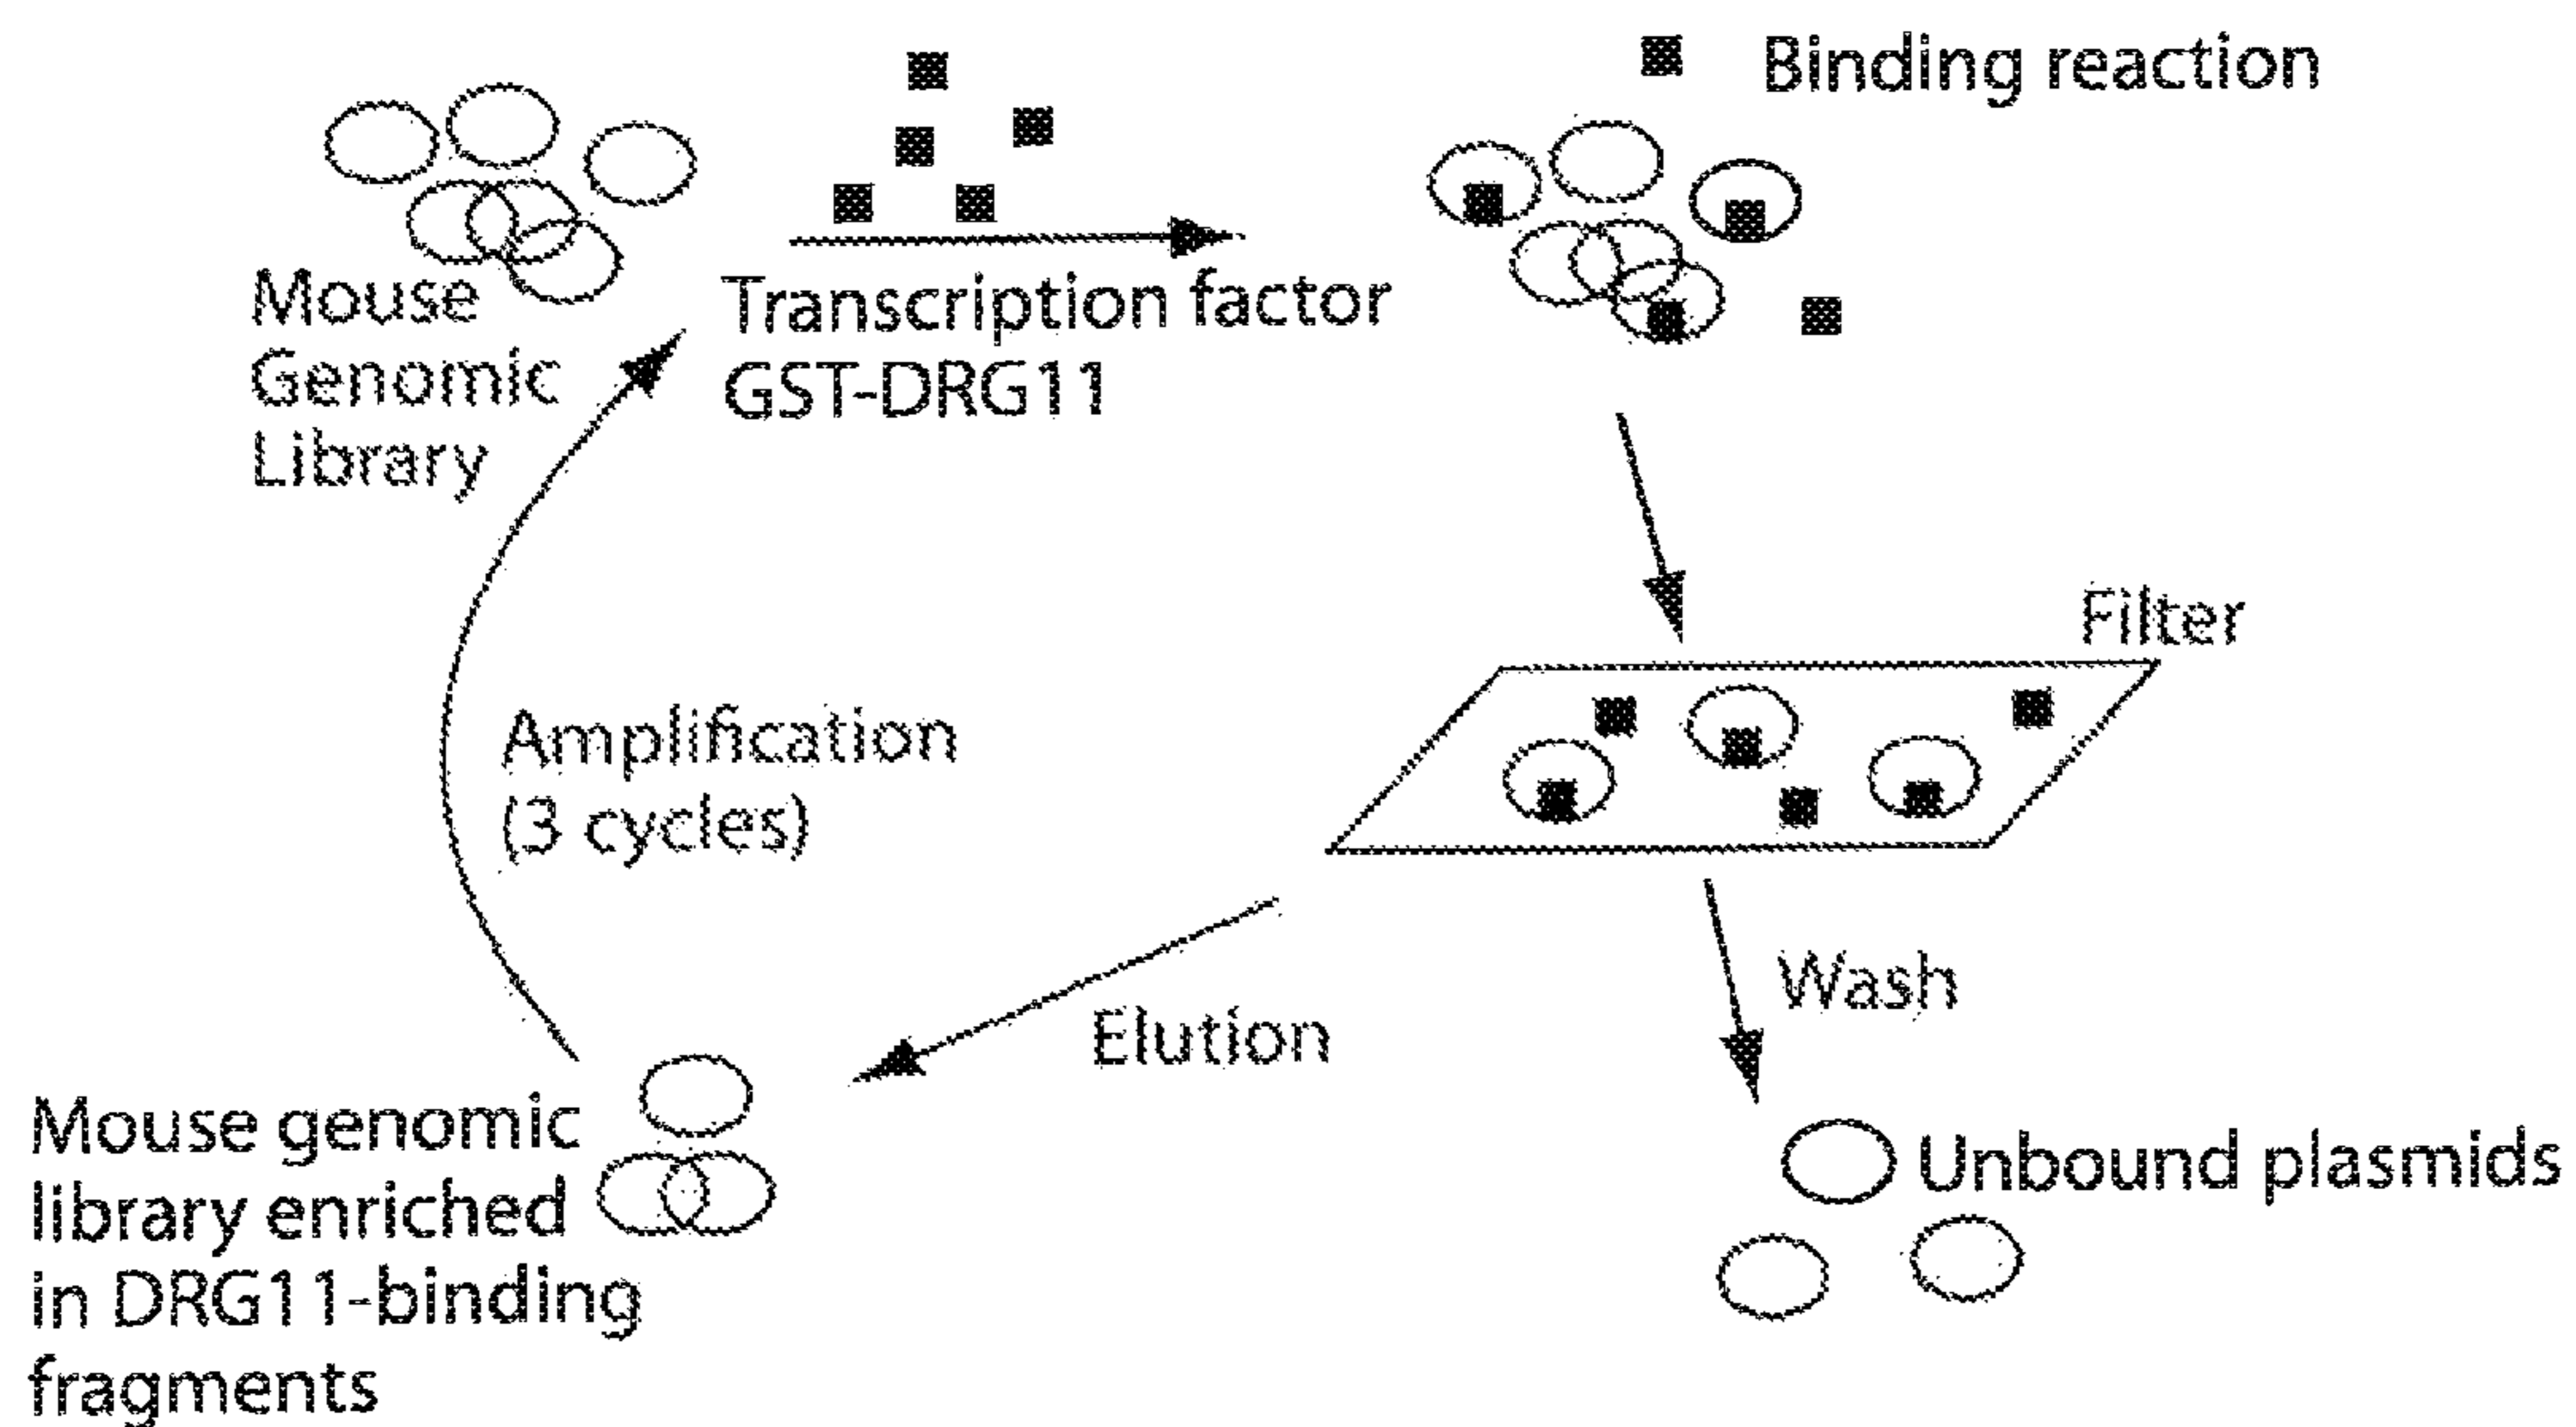 Binding reaction
Mouse
Genomic
Library
Transcription factor
GST-DRG11
Filter
Amplification
(3 cycles)
Wash
Elution
Mouse genomic
library enriched
in DRG11-binding
fragments
Unbound plasmids